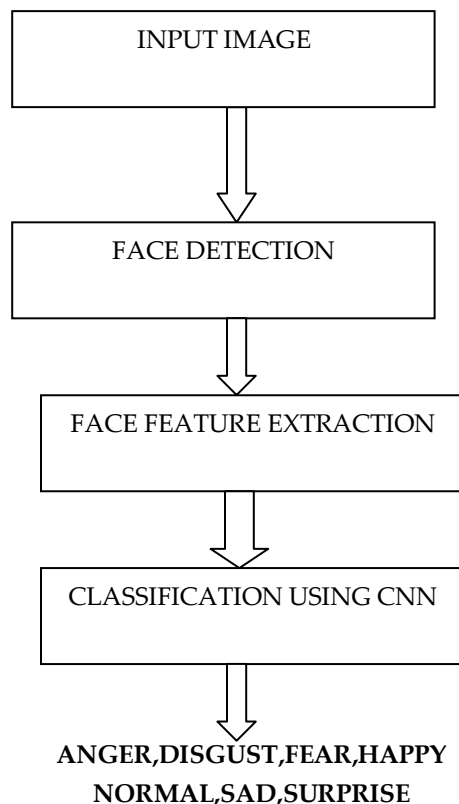 INPUT IMAGE
FACE DETECTION
FACE FEATURE EXTRACTION
CLASSIFICATION USING CNN
ANGER,DISGUST,FEAR,HAPPY
NORMAL,SAD,SURPRISE